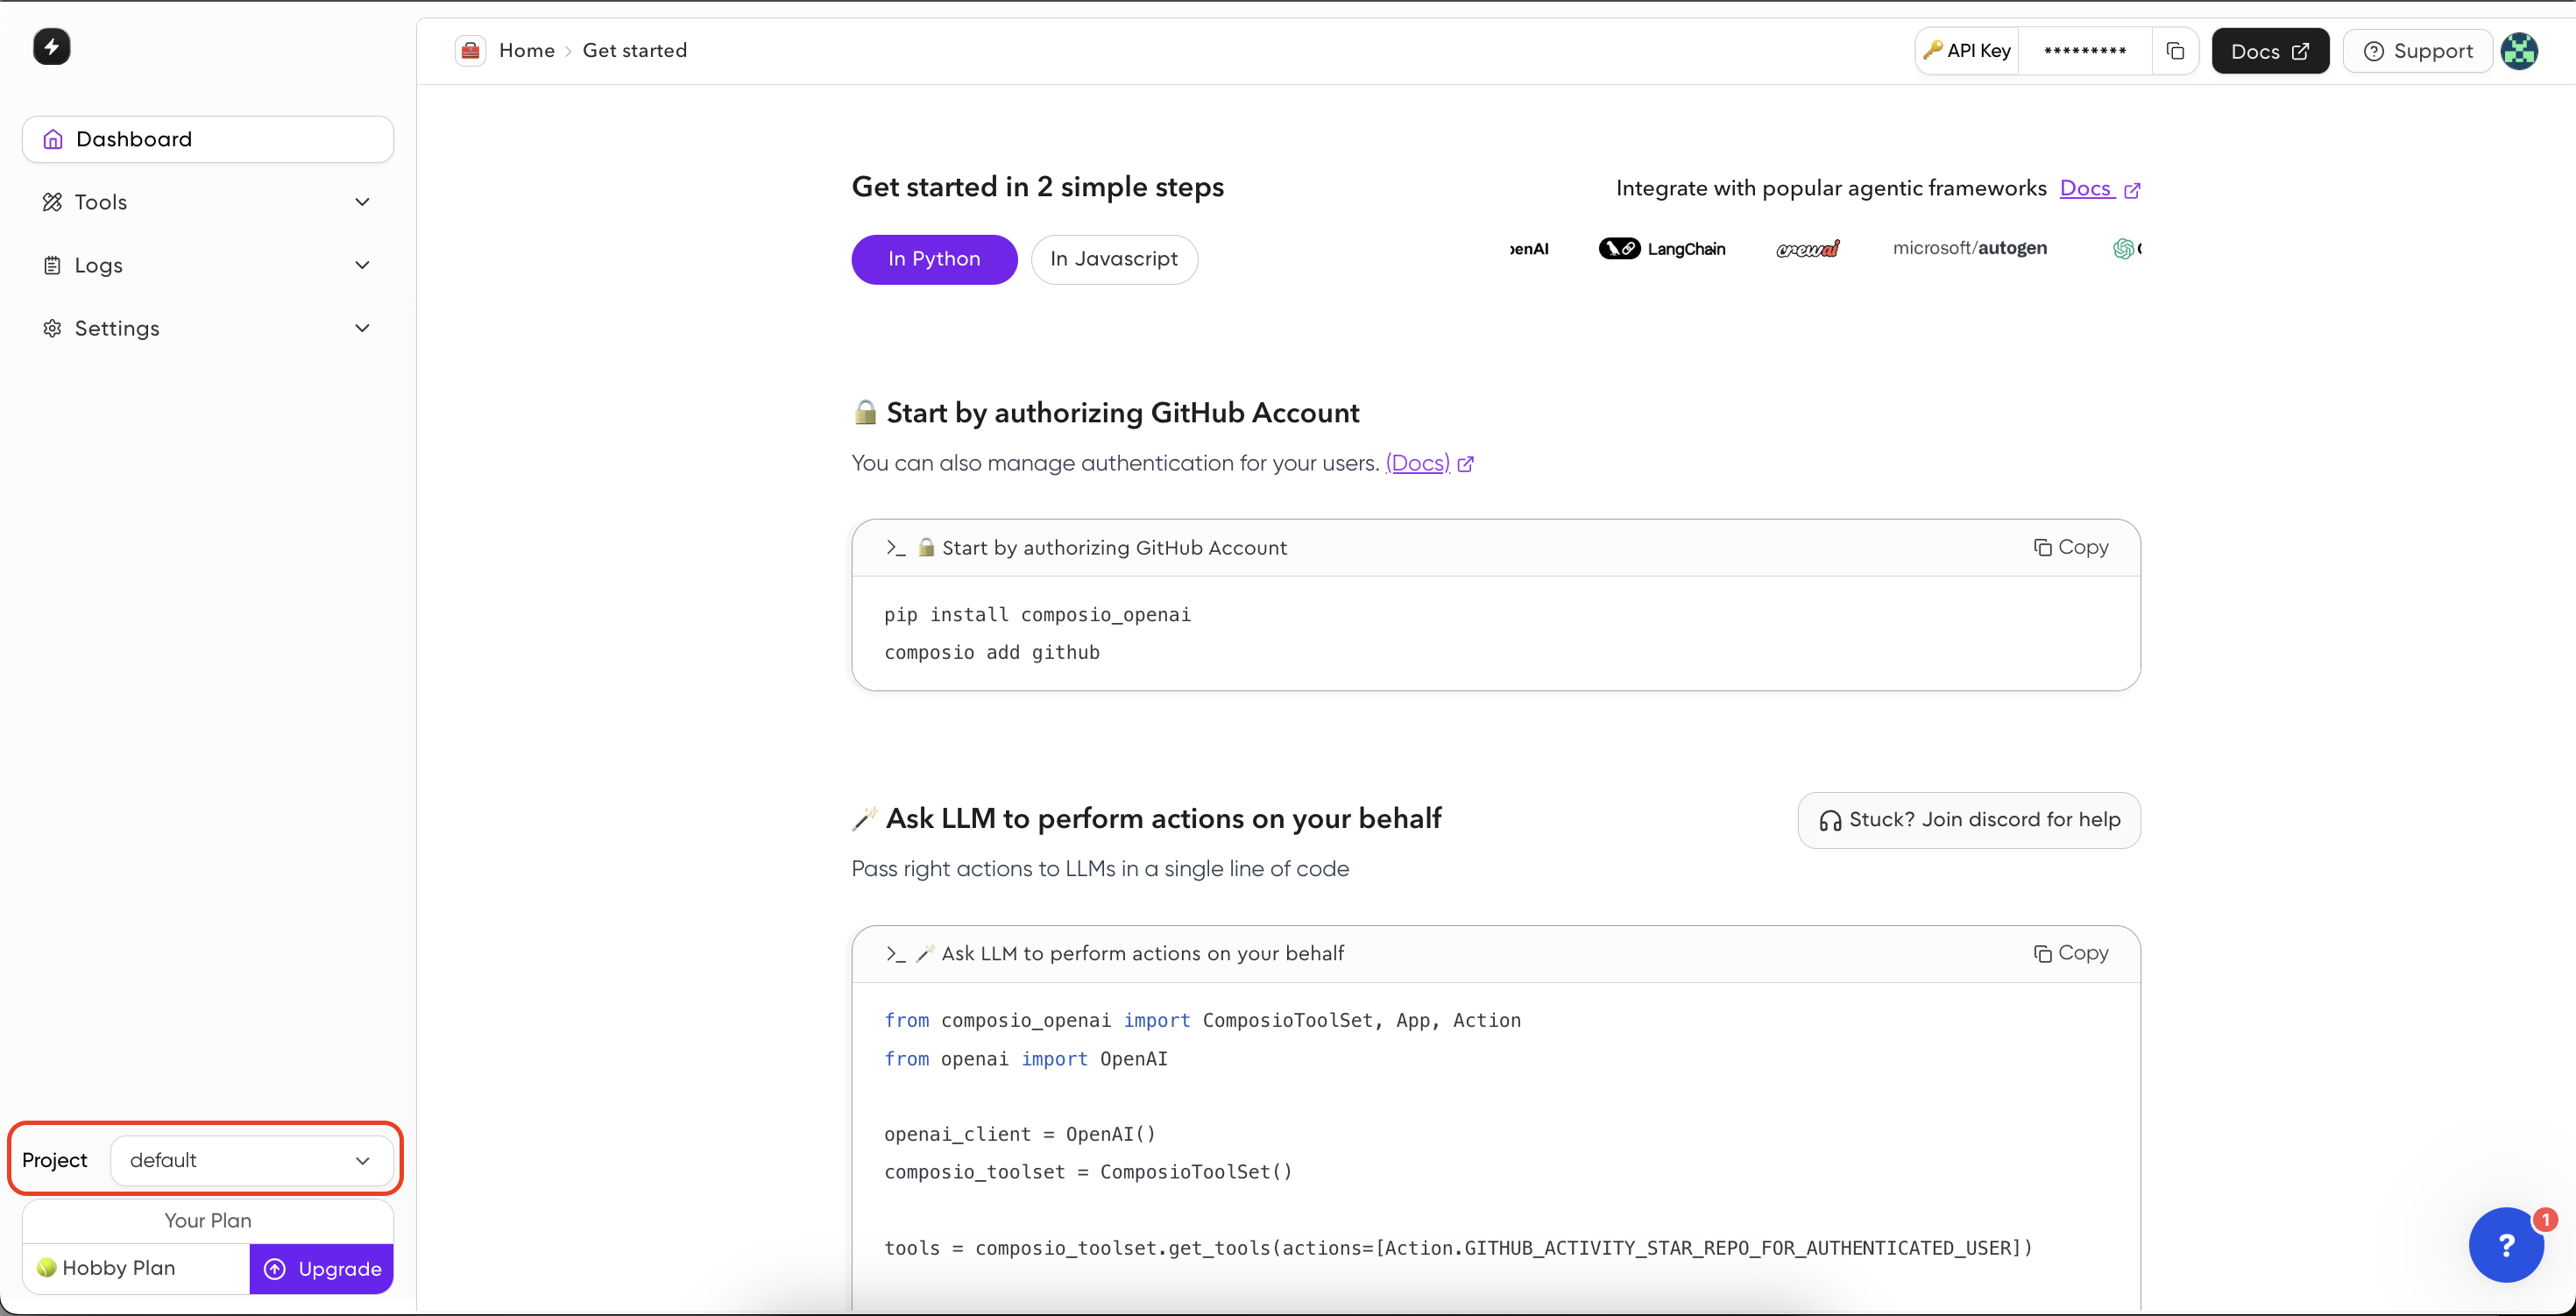 Home > Get started
API Key
*********
Docs
Support
Dashboard
Tools
Logs
Settings
Get started in 2 simple steps
Integrate with popular agentic frameworks Docs
In Python
In Javascript
penAI
LangChain
crewai
microsoft/autogen
Start by authorizing GitHub Account
You can also manage authentication for your users. (Docs)
>_ Start by authorizing GitHub Account
Copy
pip install composio_openai
composio add github
Ask LLM to perform actions on your behalf
Stuck? Join discord for help
Pass right actions to LLMs in a single line of code
>_ Ask LLM to perform actions on your behalf
Copy
from composio_openai import ComposioToolSet, App, Action
from openai import OpenAI
openai_client = OpenAI()
composio_toolset = ComposioToolSet()
tools = composio_toolset.get_tools(actions=[Action.GITHUB_ACTIVITY_STAR_REPO_FOR_AUTHENTICATED_USER])
Project
default
Your Plan
Hobby Plan
Upgrade
?
1